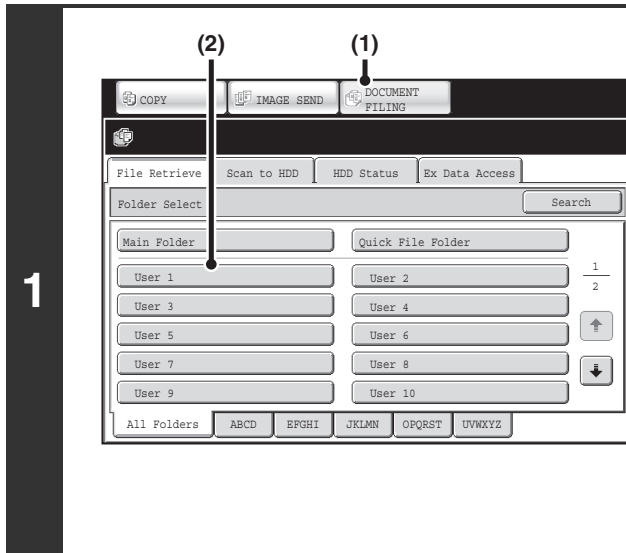 (2) (1)
COPY IMAGE SEND DOCUMENT
FILING
File Retrieve Scan to HDD HDD Status Ex Data Access
Folder Select Search
Main Folder Quick File Folder
User 1 User 2 1
2
User 3 User 4
1
User 5 User 6
User 7 User 8
User 9 User 10
All Folders ABCD EFGHI JKLMN OPQRST UVWXYZ